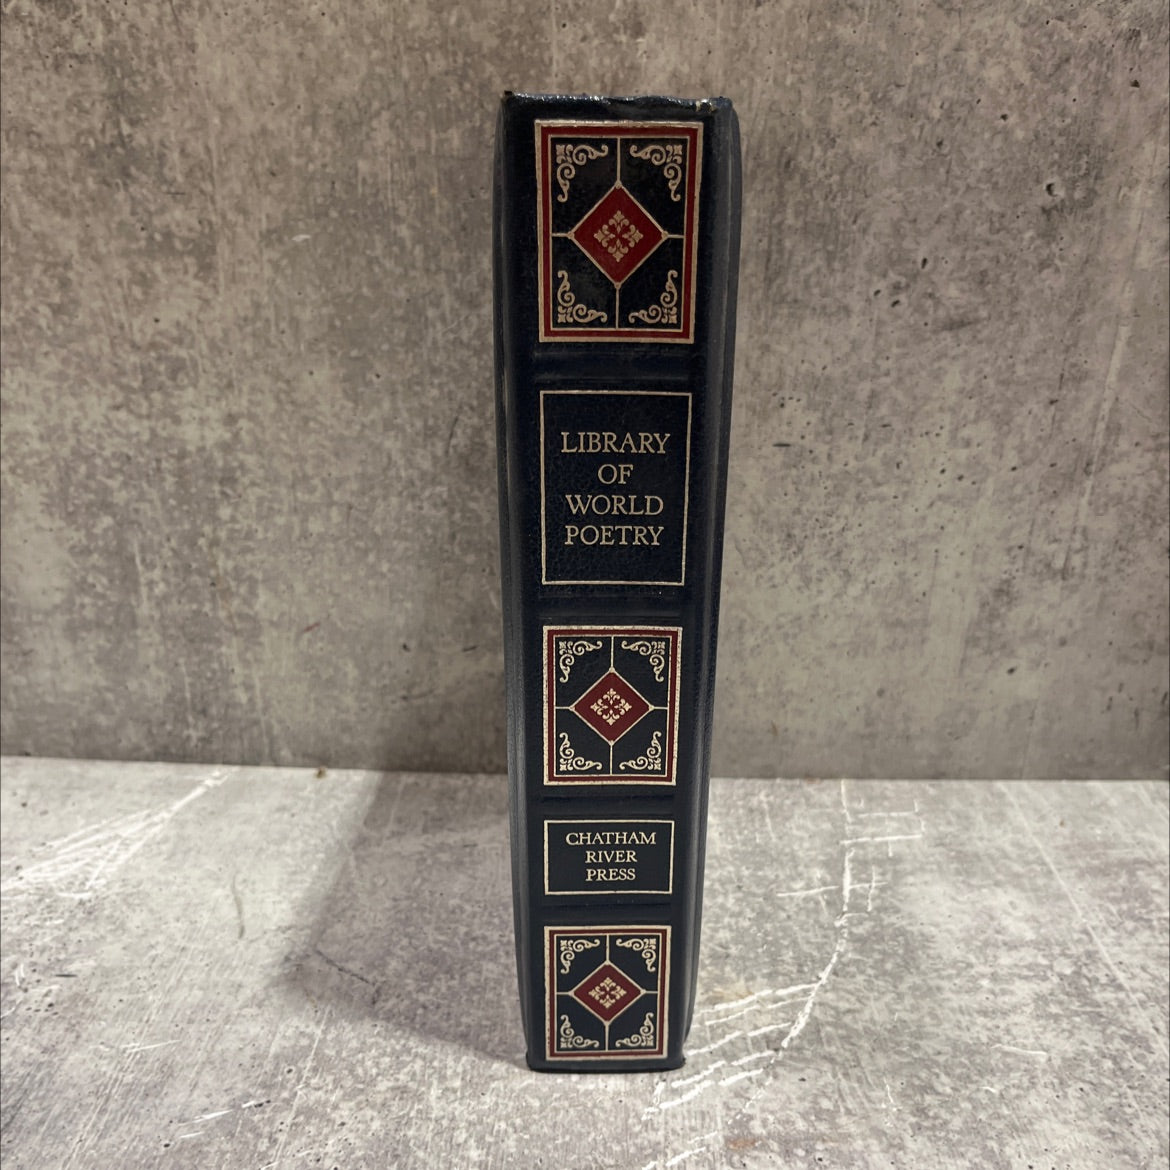 LIBRARY
OF
WORLD
POETRY
CHATHAM
RIVER
PRESS